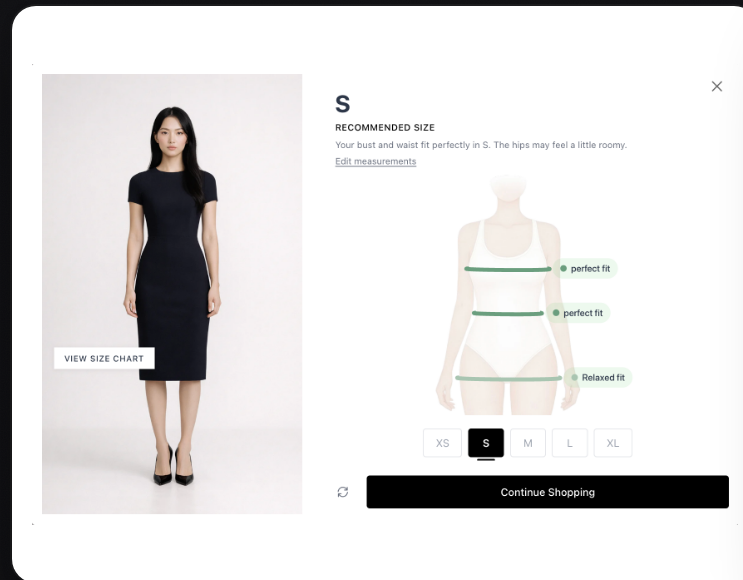 VIEW SIZE CHART
S
RECOMMENDED SIZE
Your bust and waist fit perfectly in S. The hips may feel a little roomy.
Edit measurements
perfect fit
perfect fit
Relaxed fit
XS S M L XL
Continue Shopping